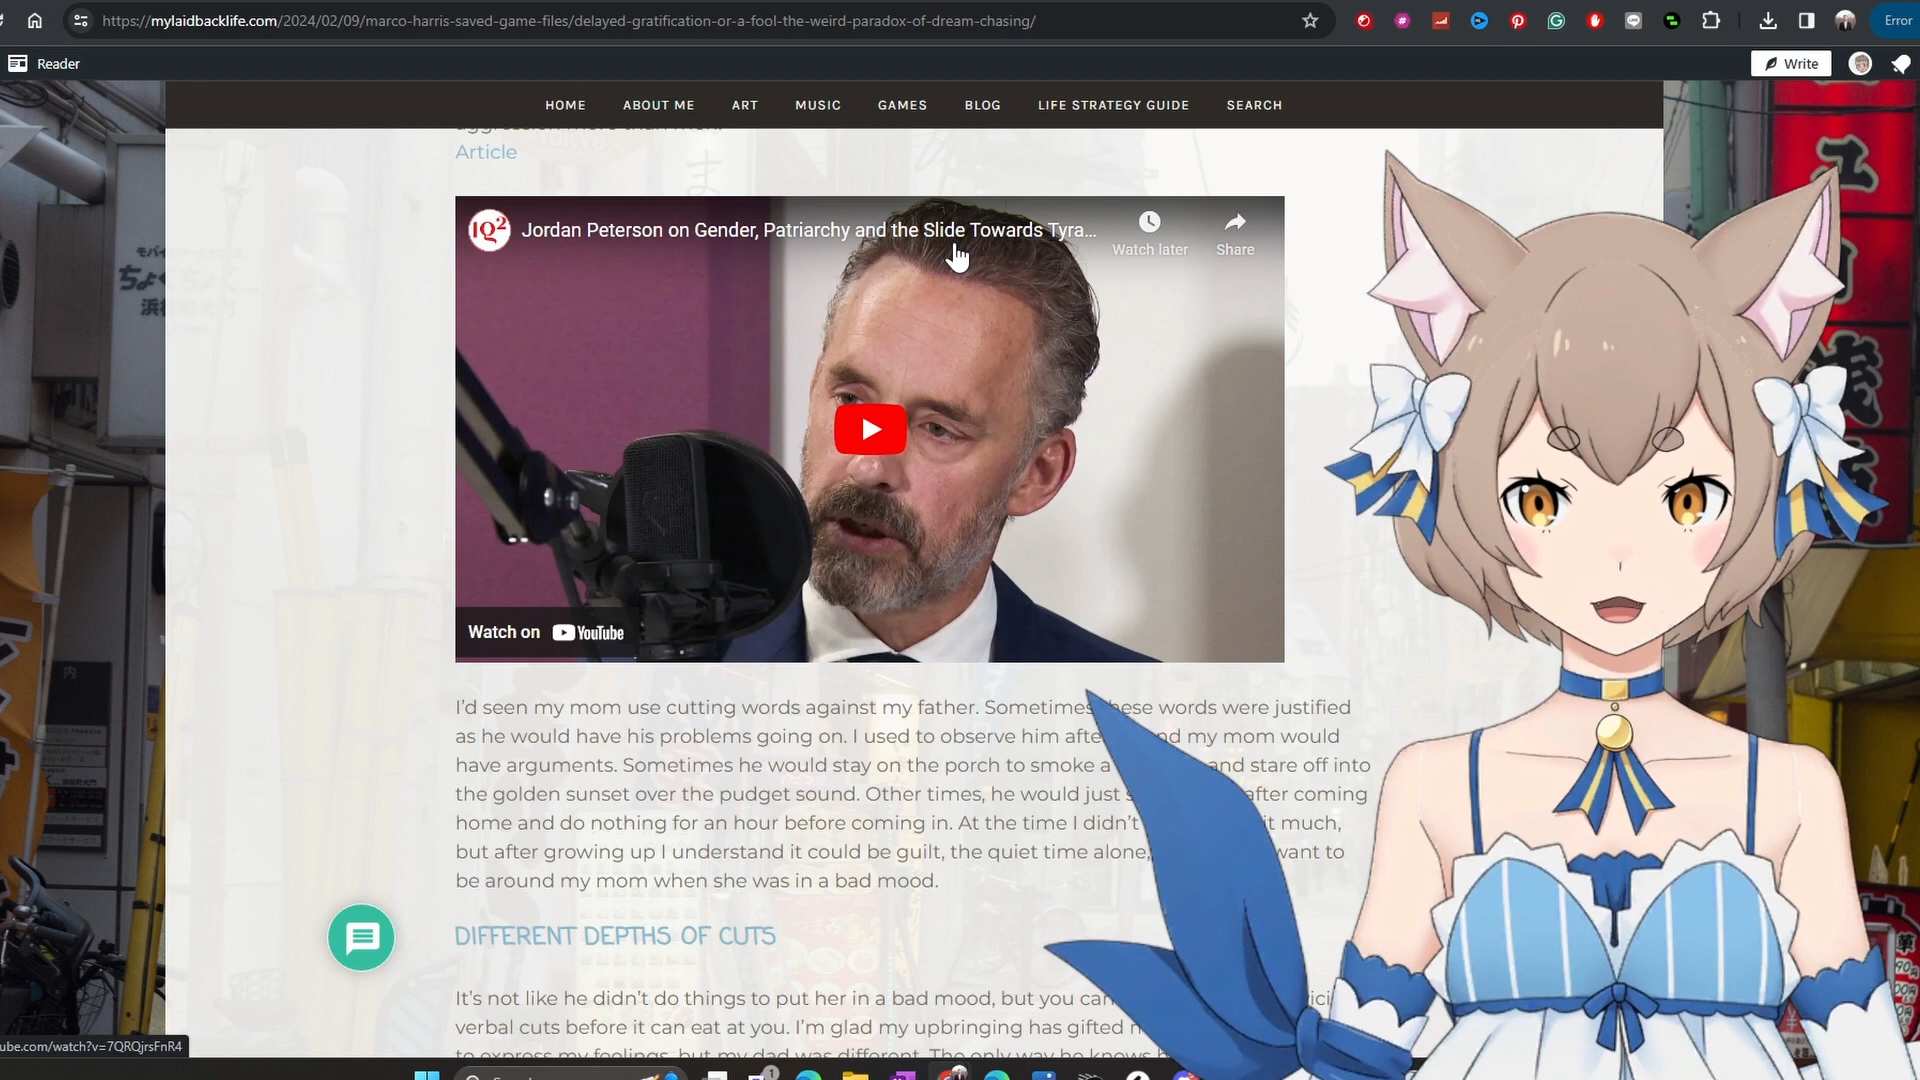 https://mylaidbacklife.com/2024/02/09/marco-harris-saved-game-files/delayed-gratification-or-a-fool-the-weird-paradox-of-dream-chasing/
Error
Reader
Write
HOME ABOUT ME ART MUSIC GAMES BLOG LIFE STRATEGY GUIDE SEARCH
Article
IQ2 Jordan Peterson on Gender, Patriarchy and the Slide Towards Tyra...
Watch later
Share
Watch on YouTube
I'd seen my mom use cutting words against my father. Sometimes these words were justified
as he would have his problems going on. I used to observe him after and my mom would
have arguments. Sometimes he would stay on the porch to smoke a and stare off into
the golden sunset over the pudget sound. Other times, he would just after coming
home and do nothing for an hour before coming in. At the time I didn't it much,
but after growing up I understand it could be guilt, the quiet time alone, want to
be around my mom when she was in a bad mood.
DIFFERENT DEPTHS OF CUTS
It's not like he didn't do things to put her in a bad mood, but you can
verbal cuts before it can eat at you. I'm glad my upbringing has gifted
to express my feelings, but my dad was different. The only way he knows
ube.com/watch?v=7QRQjrsFnR4
1